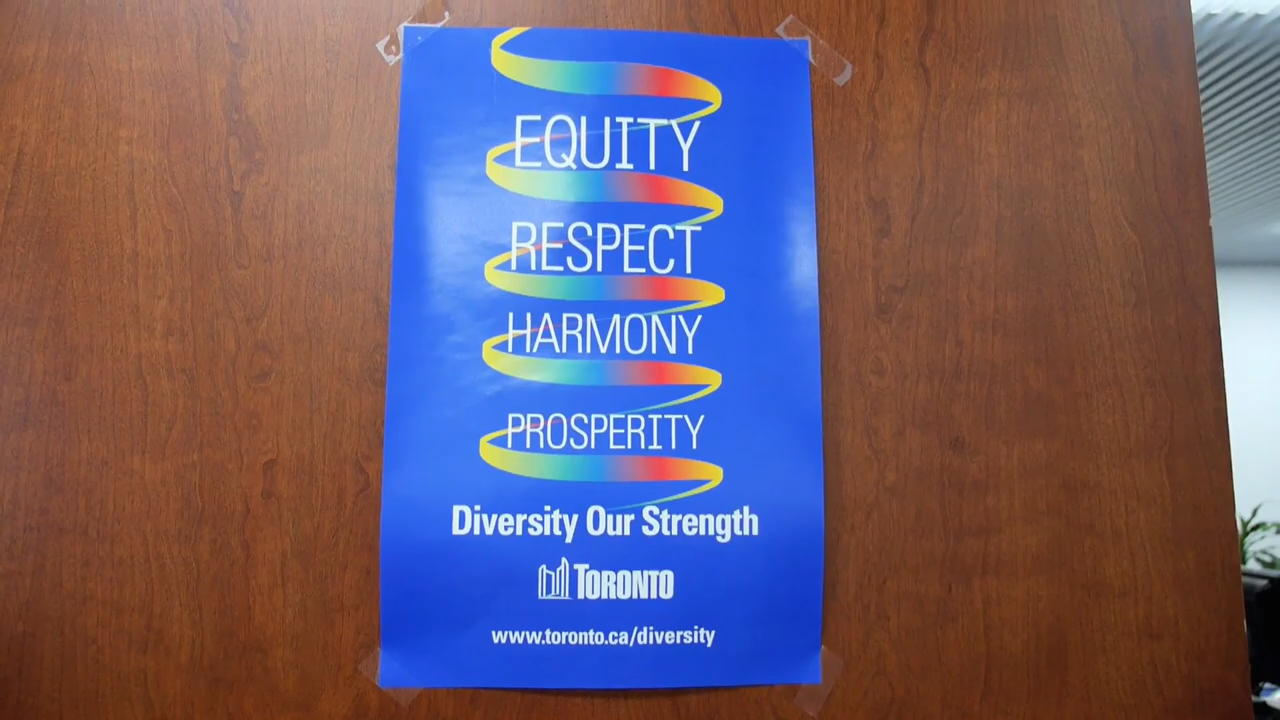 EQUITY
RESPECT
HARMONY
PROSPERITY
Diversity Our Strength
TORONTO
www.toronto.ca/diversity